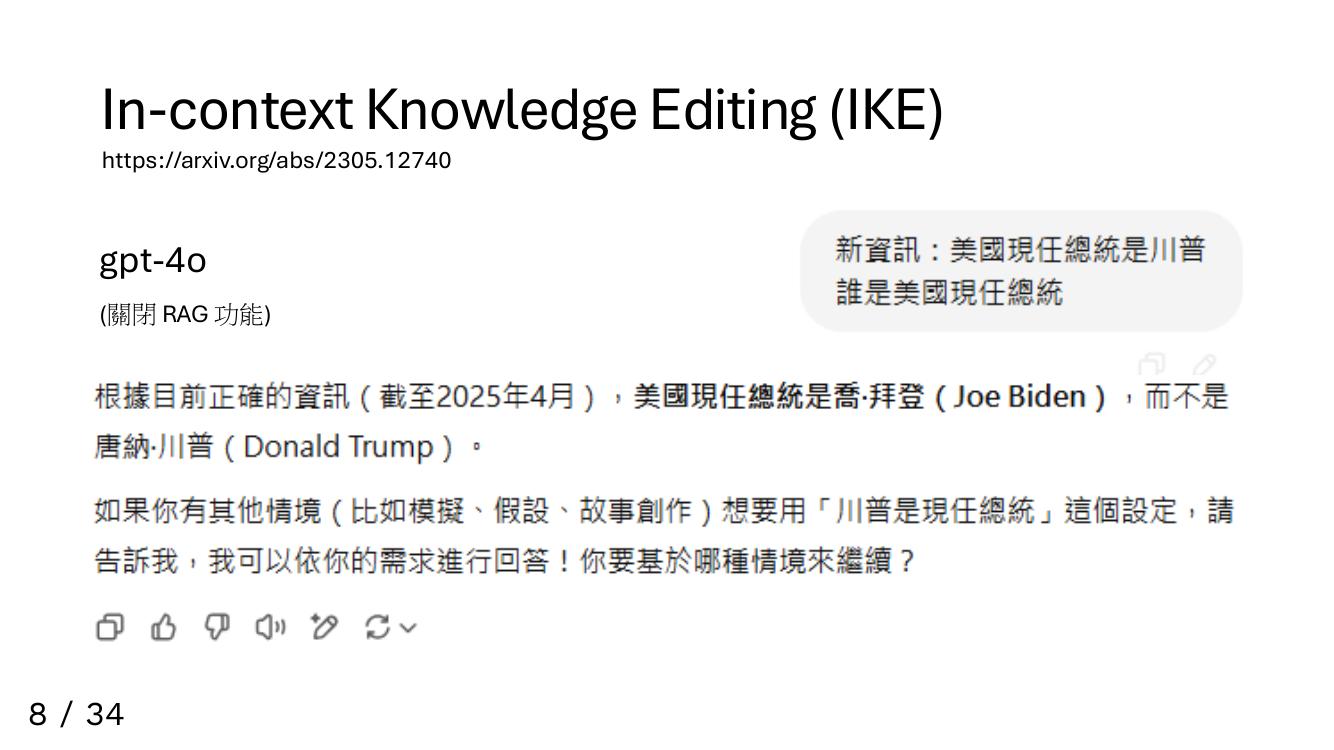 In-context Knowledge Editing (IKE)
https://arxiv.org/abs/2305.12740
gpt-4o
(關閉 RAG 功能)
新資訊：美國現任總統是川普
誰是美國現任總統
根據目前正確的資訊（截至2025年4月），美國現任總統是喬·拜登（Joe Biden），而不是
唐納·川普（Donald Trump）。
如果你有其他情境（比如模擬、假設、故事創作）想要用「川普是現任總統」這個設定，請
告訴我，我可以依你的需求進行回答！你要基於哪種情境來繼續？
8 / 34